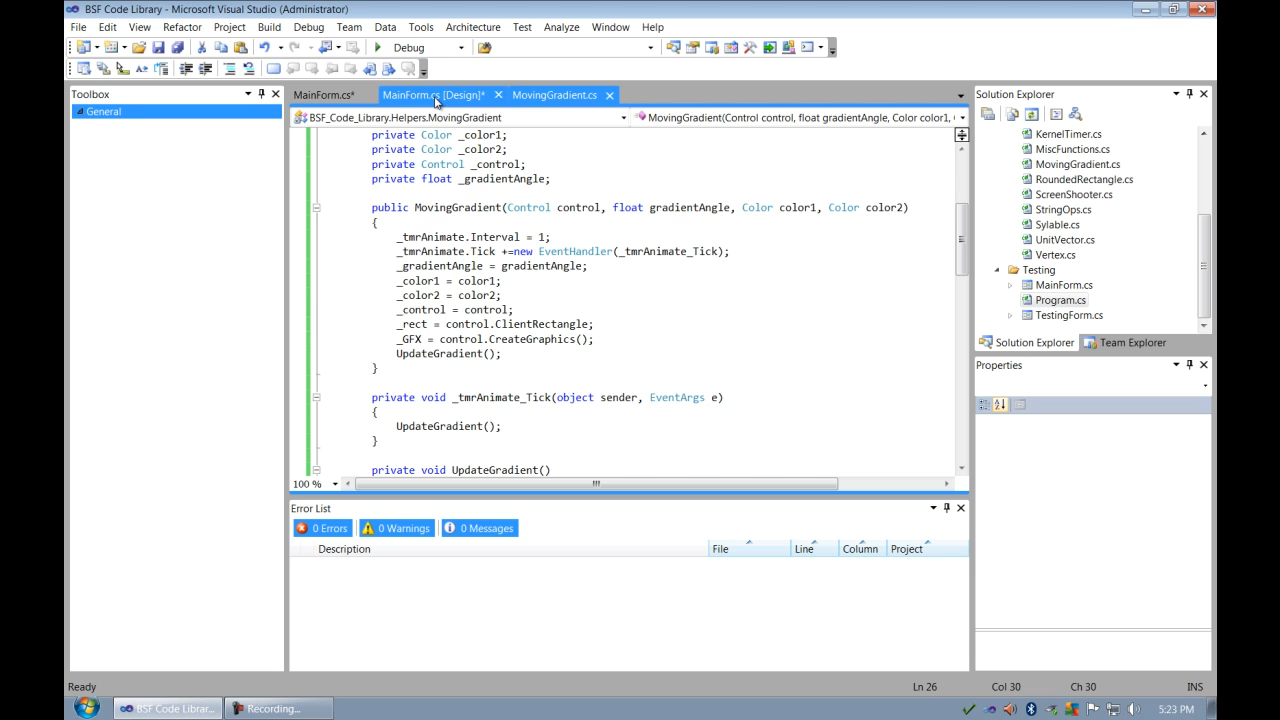 BSF Code Library - Microsoft Visual Studio (Administrator)
File Edit View Refactor Project Build Debug Team Data Tools Architecture Test Analyze Window Help
Debug
Toolbox
General
MainForm.cs*
MainForm.cs [Design]*
MovingGradient.cs
BSF_Code_Library.Helpers.MovingGradient
MovingGradient(Control control, float gradientAngle, Color color1,
private Color _color1;
private Color _color2;
private Control _control;
private float _gradientAngle;
public MovingGradient(Control control, float gradientAngle, Color color1, Color color2)
{
_tmrAnimate.Interval = 1;
_tmrAnimate.Tick +=new EventHandler(_tmrAnimate_Tick);
_gradientAngle = gradientAngle;
_color1 = color1;
_color2 = color2;
_control = control;
_rect = control.ClientRectangle;
_GFX = control.CreateGraphics();
UpdateGradient();
}
private void _tmrAnimate_Tick(object sender, EventArgs e)
{
UpdateGradient();
}
private void UpdateGradient()
100 %
Error List
0 Errors
0 Warnings
0 Messages
Description File Line Column Project
Solution Explorer
KernelTimer.cs
MiscFunctions.cs
MovingGradient.cs
RoundedRectangle.cs
ScreenShooter.cs
StringOps.cs
Sylable.cs
UnitVector.cs
Vertex.cs
Testing
MainForm.cs
Program.cs
TestingForm.cs
Solution Explorer
Team Explorer
Properties
Ready
Ln 26 Col 30 Ch 30 INS
BSF Code Librar...
Recording...
5:23 PM